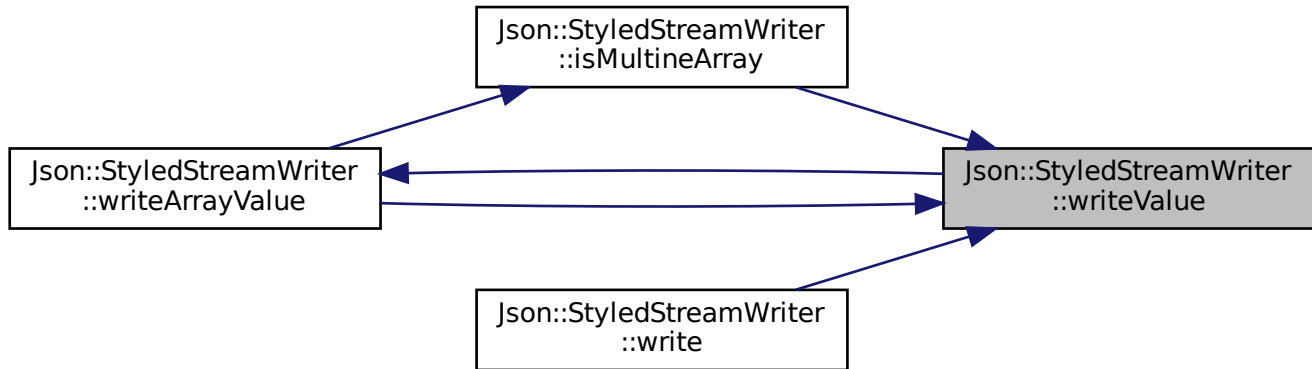 Json::StyledStreamWriter
::isMultineArray
Json::StyledStreamWriter
::writeArrayValue
Json::StyledStreamWriter
::writeValue
Json::StyledStreamWriter
::write